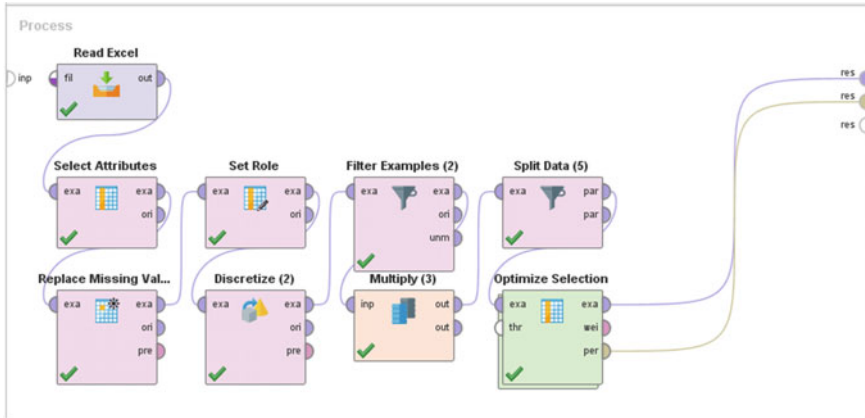 Process
Read Excel
inp
fil
out
res
res
res
Select Attributes
exa
exa
ori
Set Role
exa
exa
ori
Filter Examples (2)
exa
exa
ori
unm
Split Data (5)
exa
par
par
Replace Missing Val...
exa
exa
ori
pre
Discretize (2)
exa
exa
ori
pre
Multiply (3)
inp
out
out
Optimize Selection
exa
exa
thr
wei
per